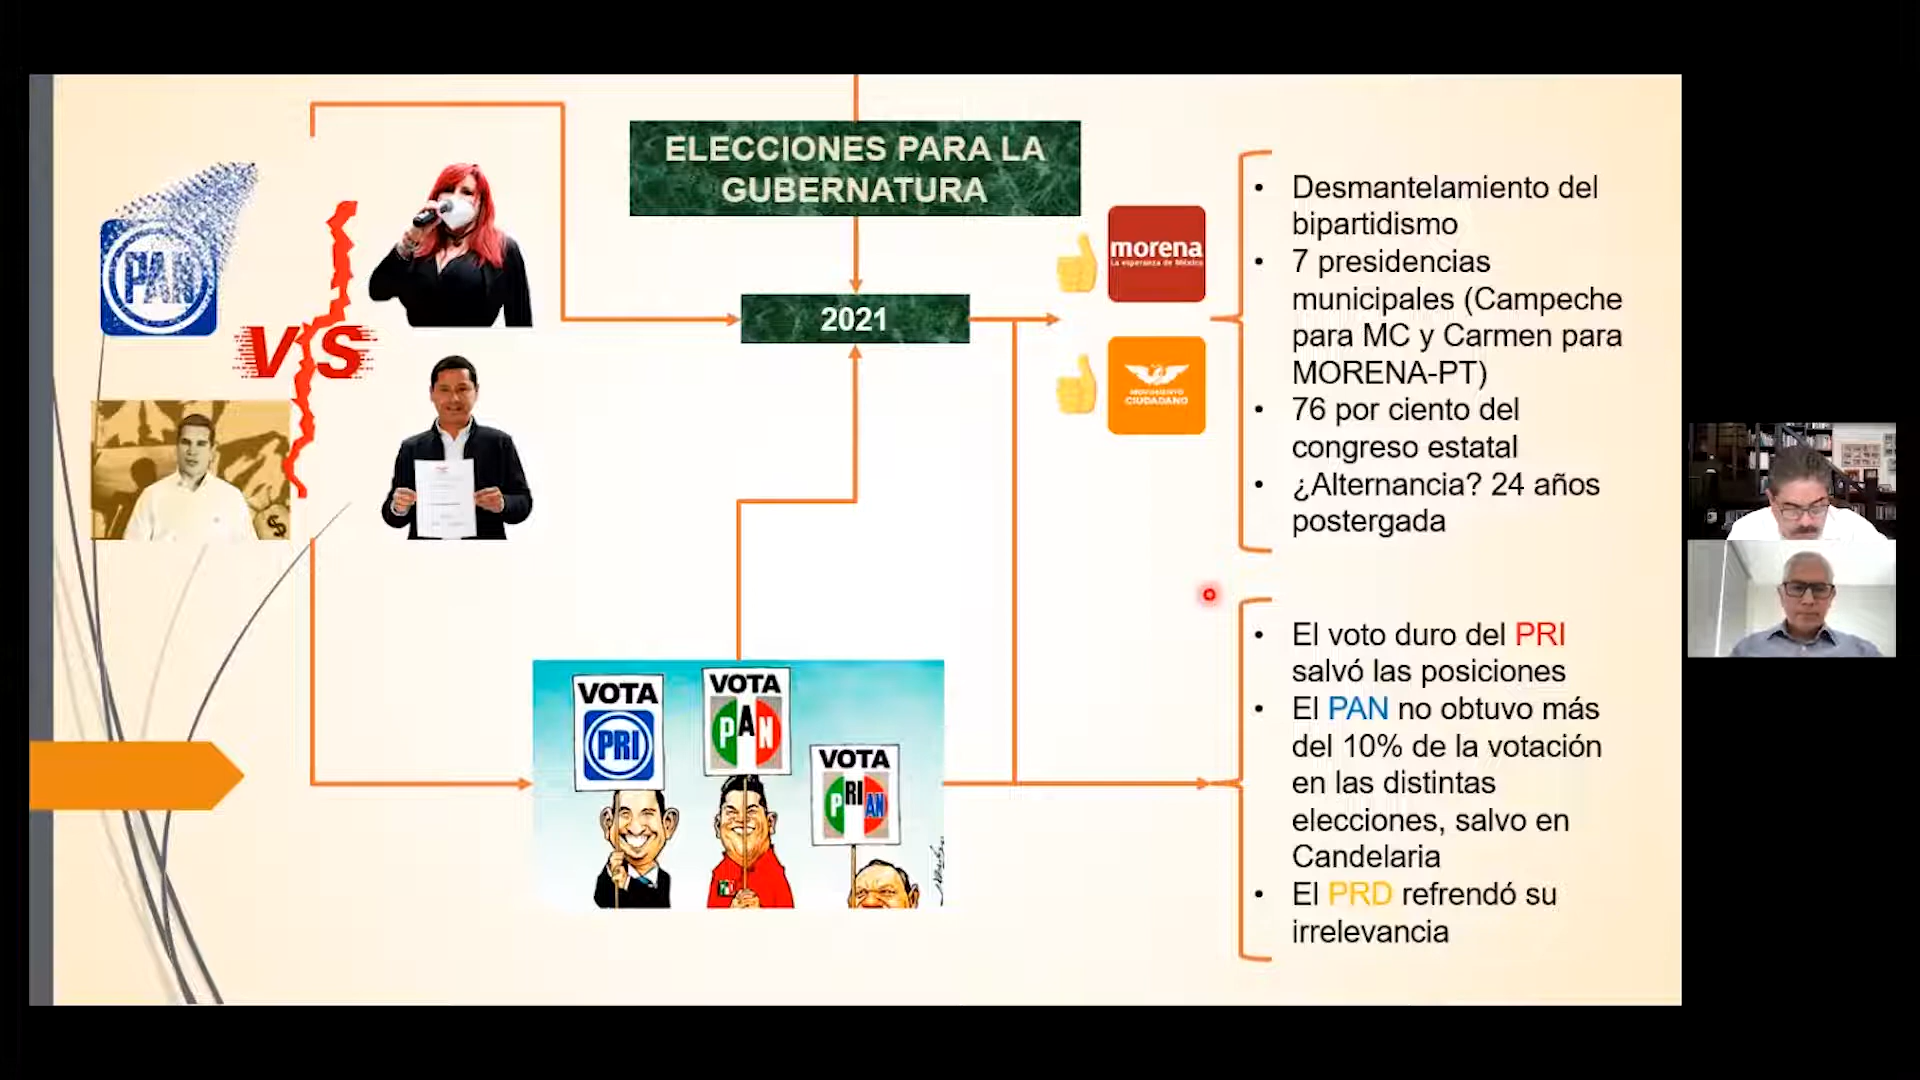 ELECCIONES PARA LA
GUBERNATURA
PAN
VS
2021
morena
La esperanza de México
MOVIMIENTO
CIUDADANO
• Desmantelamiento del
bipartidismo
• 7 presidencias
municipales (Campeche
para MC y Carmen para
MORENA-PT)
• 76 por ciento del
congreso estatal
• ¿Alternancia? 24 años
postergada
$
VOTA
PRI
VOTA
PAN
VOTA
PRIAN
• El voto duro del PRI
salvó las posiciones
• El PAN no obtuvo más
del 10% de la votación
en las distintas
elecciones, salvo en
Candelaria
• El PRD refrendó su
irrelevancia